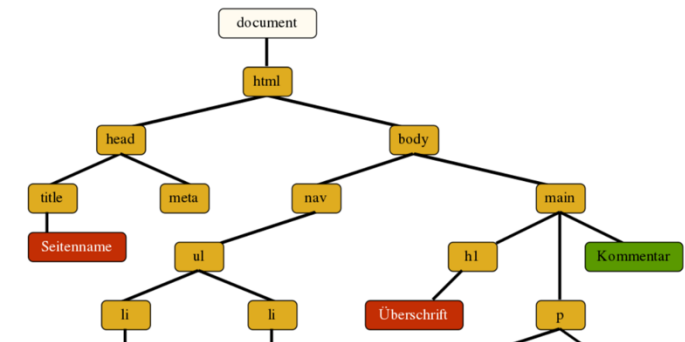 document
html
head
body
title
meta
nav
main
Seitenname
ul
h1
Kommentar
li
li
Überschrift
p